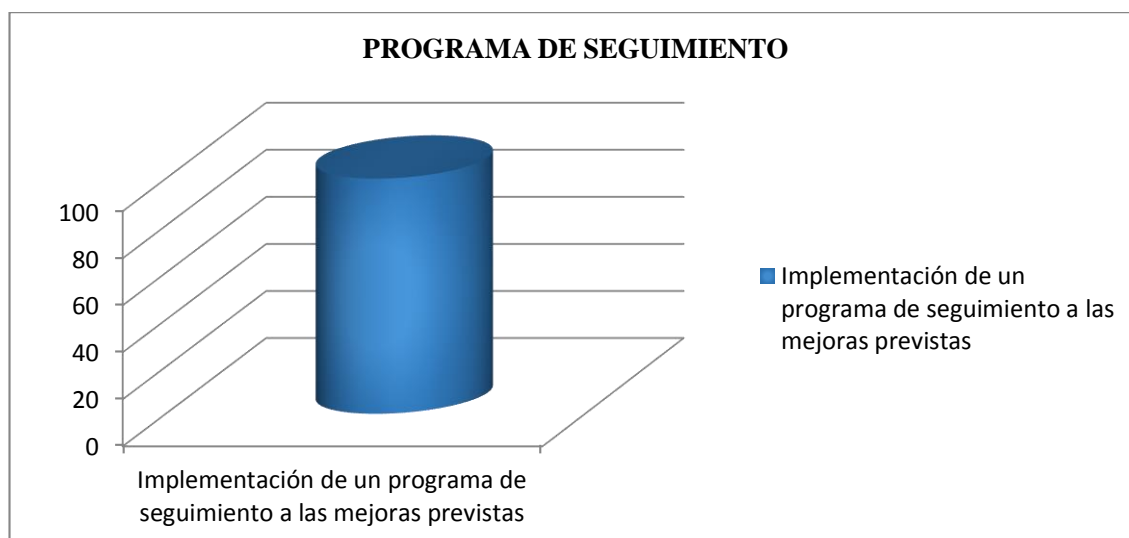 PROGRAMA DE SEGUIMIENTO
100
80
60
40
20
0
Implementación de un programa de
seguimiento a las mejoras previstas
Implementación de un
programa de seguimiento a las
mejoras previstas